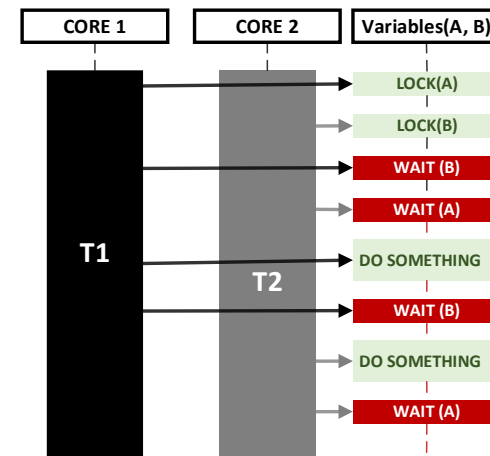 CORE 1
CORE 2
Variables(A, B)
LOCK(A)
LOCK(B)
WAIT (B)
WAIT (A)
T1
DO SOMETHING
T2
WAIT (B)
DO SOMETHING
WAIT (A)